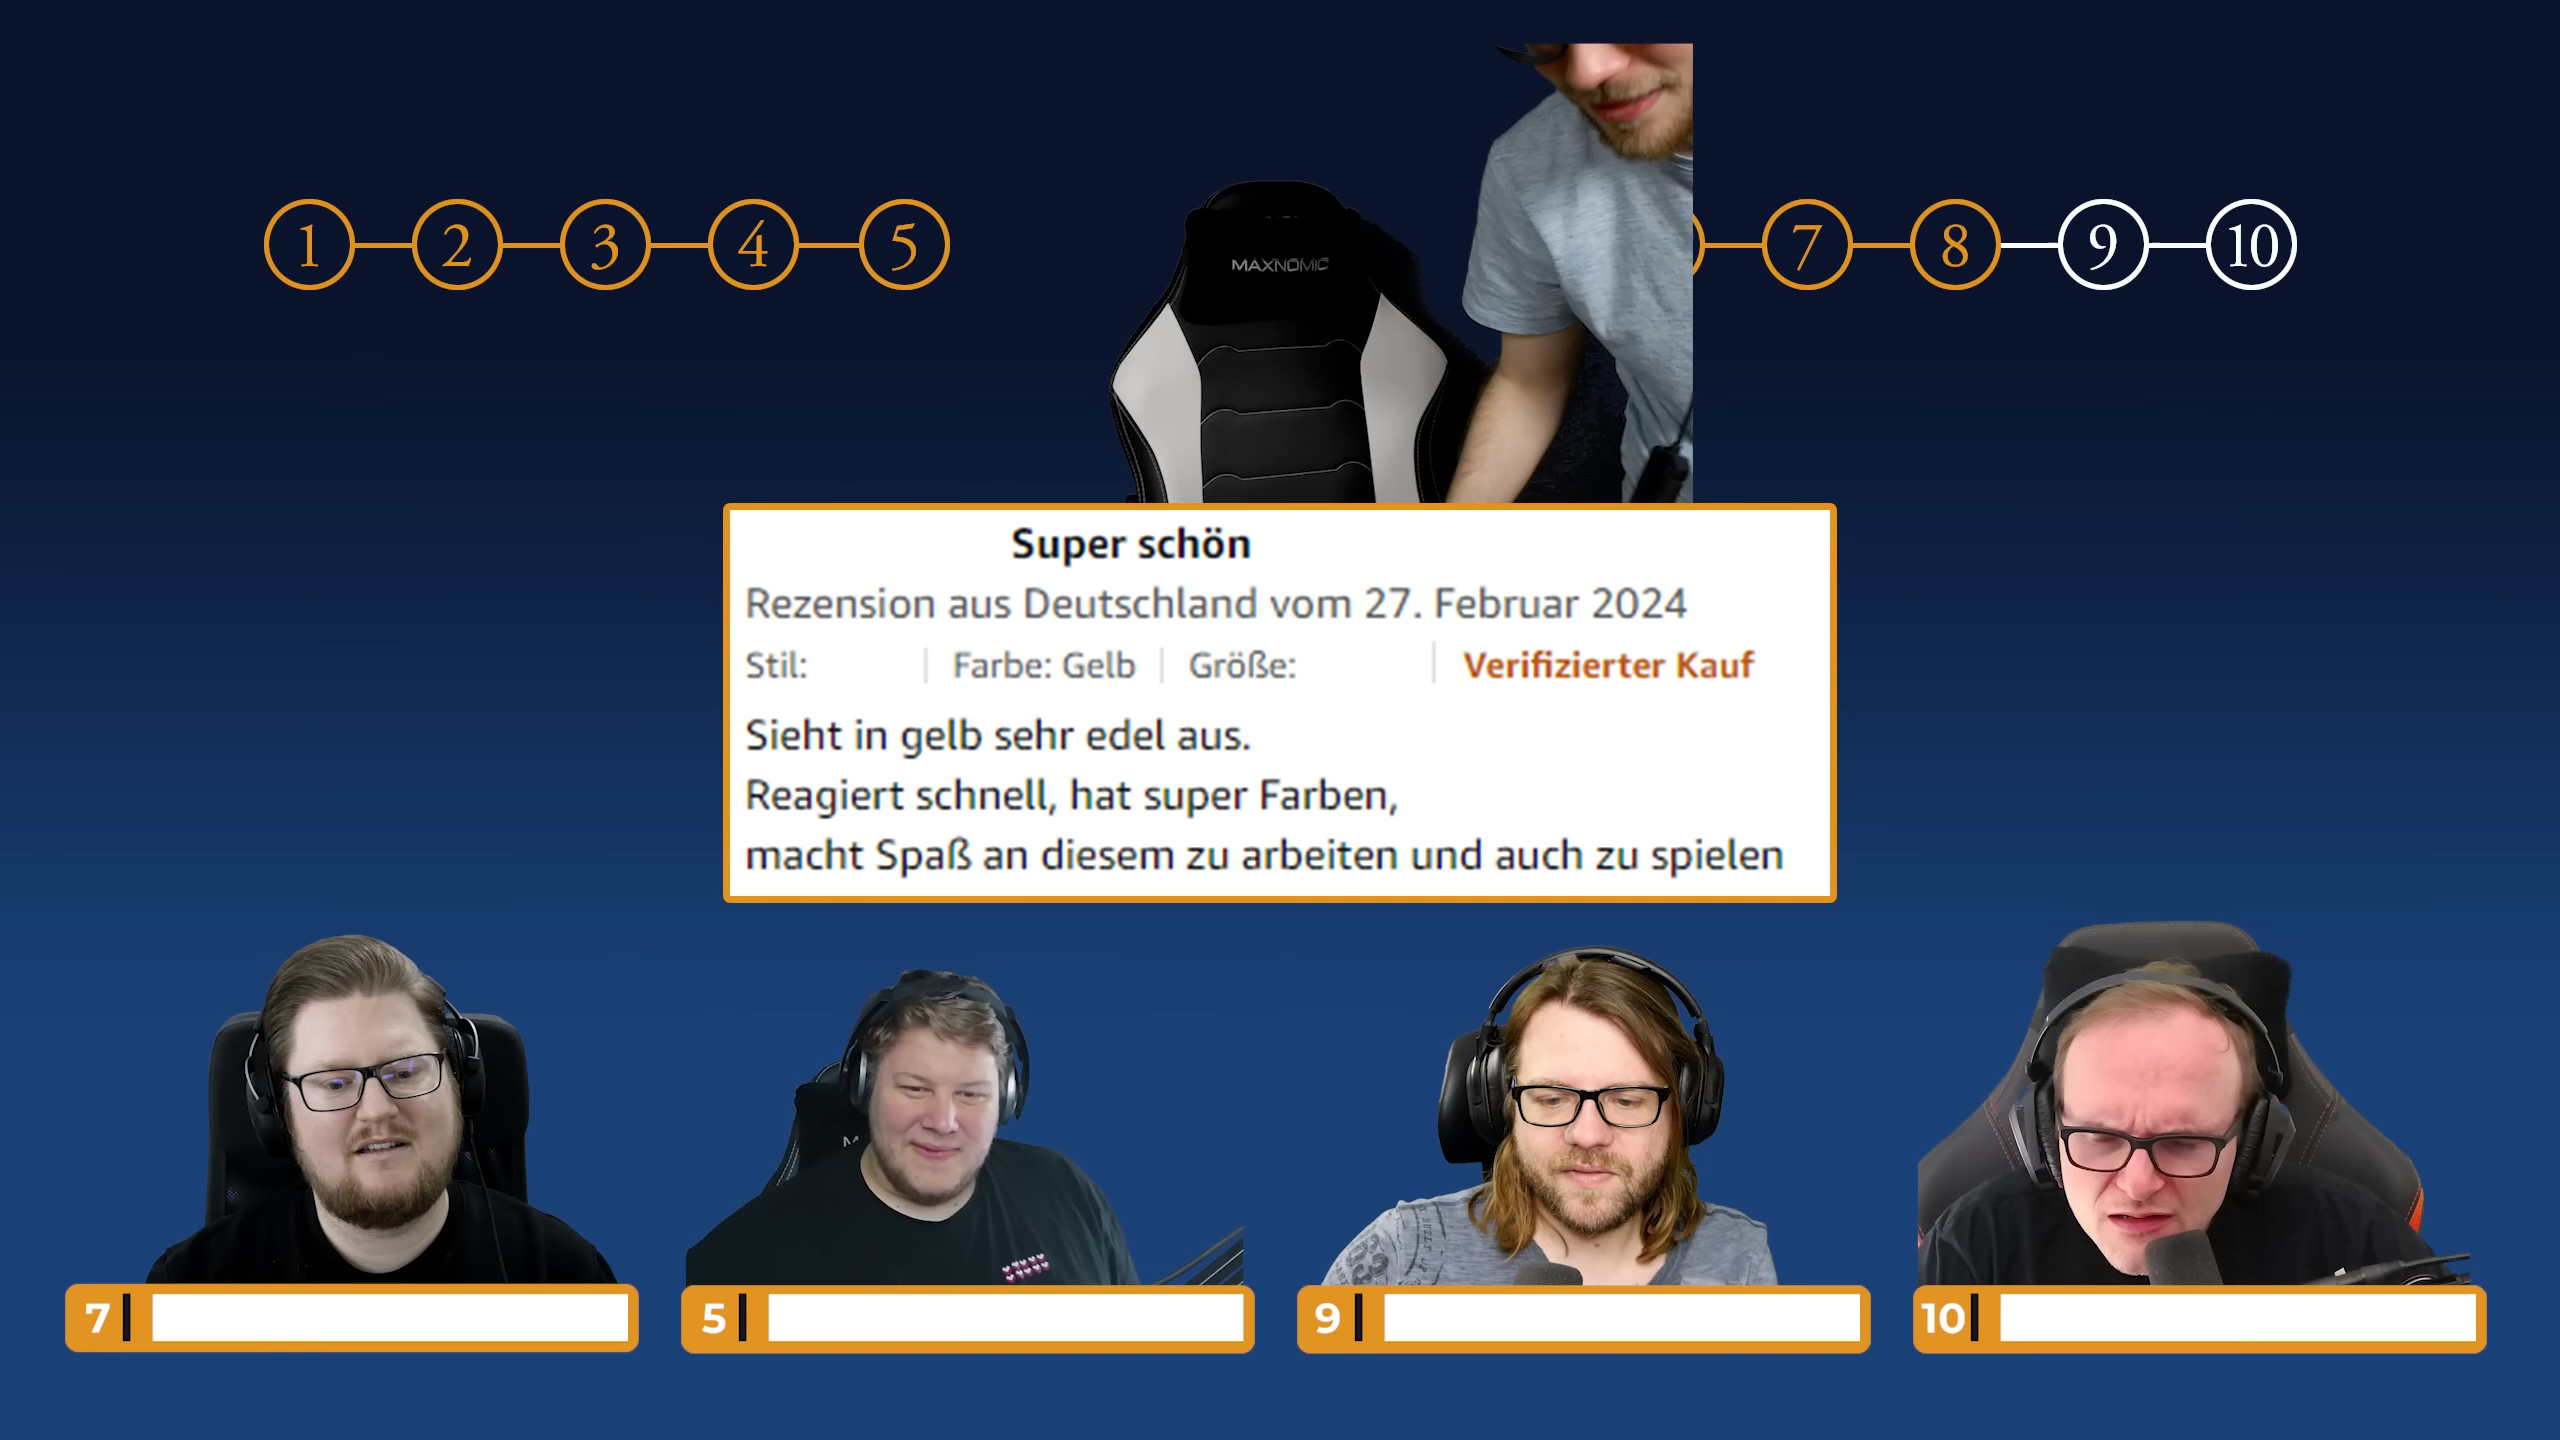 1 2 3 4 5 7 8 9 10
MAXNOMIC
Super schön
Rezension aus Deutschland vom 27. Februar 2024
Stil: | Farbe: Gelb | Größe: | Verifizierter Kauf
Sieht in gelb sehr edel aus.
Reagiert schnell, hat super Farben,
macht Spaß an diesem zu arbeiten und auch zu spielen
7
5
9
10